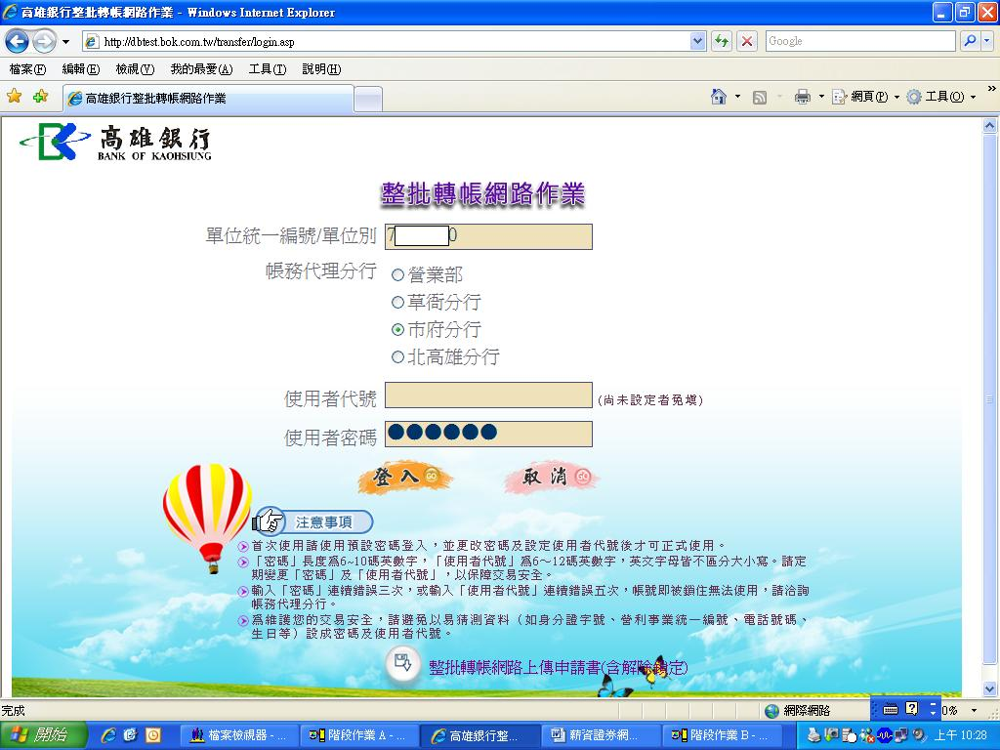 高雄銀行整批轉帳網路作業 - Windows Internet Explorer
http://dbtest.bok.com.tw/transfer/login.asp
Google
檔案(F) 編輯(E) 檢視(V) 我的最愛(A) 工具(T) 說明(H)
高雄銀行整批轉帳網路作業
網頁(P) 工具(O)
高雄銀行
BANK OF KAOHSIUNG
整批轉帳網路作業
單位統一編號/單位別 7 0
帳務代理分行 營業部
草衙分行
市府分行
北高雄分行
使用者代號 (尚未設定者免塡)
使用者密碼 ●●●●●●
登入 GO 取消 GO
注意事項
首次使用請使用預設密碼登入，並更改密碼及設定使用者代號後才可正式使用。
「密碼」長度為6~10碼英數字，「使用者代號」為6～12碼英數字，英文字母皆不區分大小寫。請定
期變更「密碼」及「使用者代號」，以保障交易安全。
輸入「密碼」連續錯誤三次，或輸入「使用者代號」連續錯誤五次，帳號即被鎖住無法使用，請洽詢
帳務代理分行。
為維護您的交易安全，請避免以易猜測資料（如身分證字號、營利事業統一編號、電話號碼、
生日等）設成密碼及使用者代號。
整批轉帳網路上傳申請書(含解除鎖定)
完成 網際網路 0%
開始 檔案檢視器 - ... 階段作業 A - ... 高雄銀行整... 薪資證券網... 階段作業 B - ... 上午 10:28